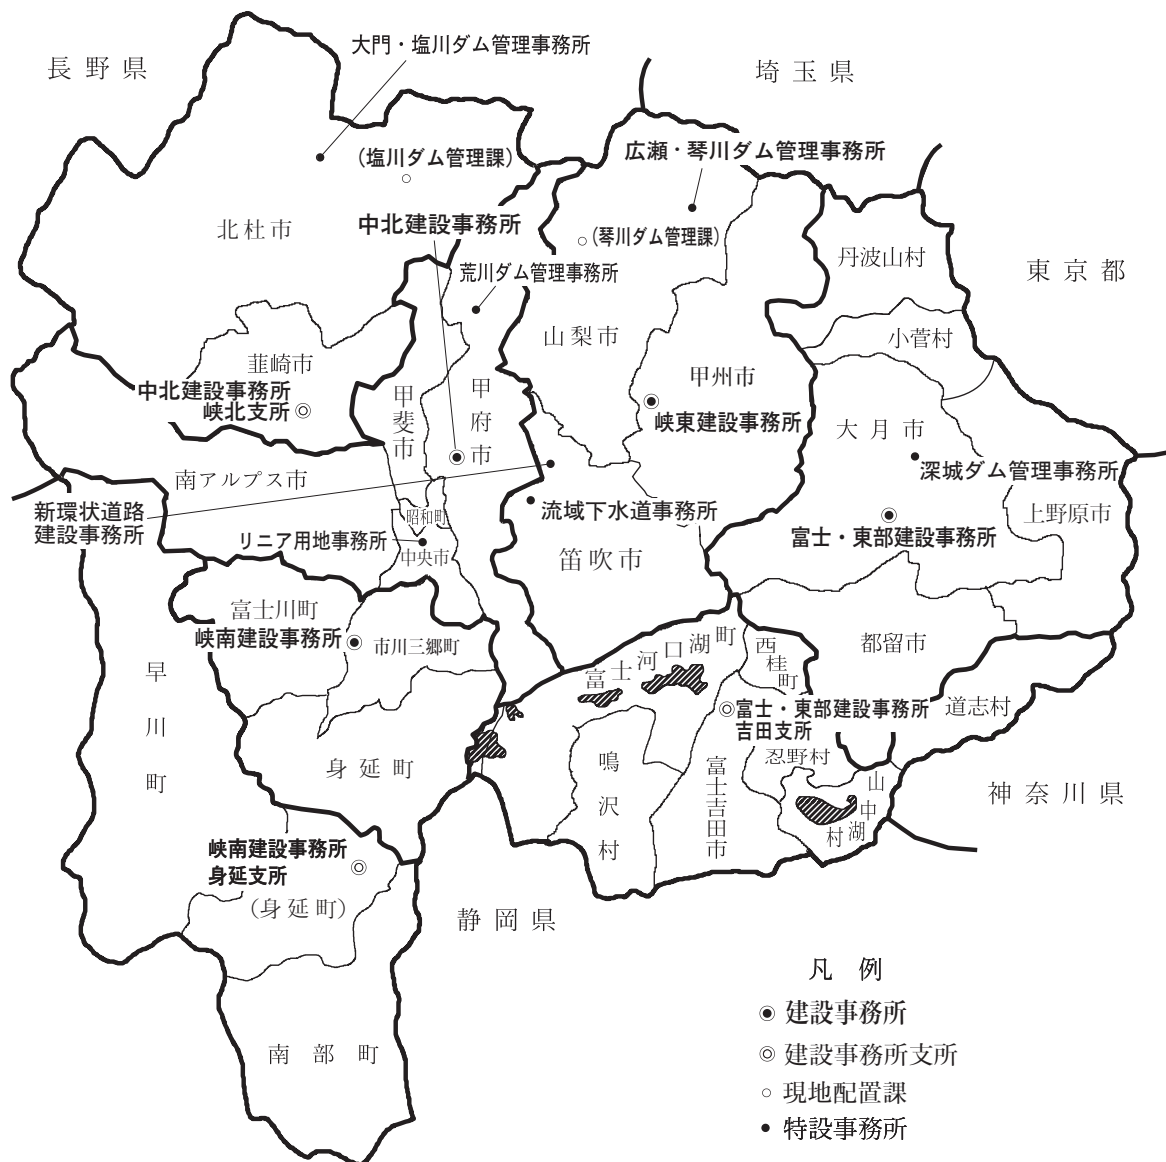 長野県
大門・塩川ダム管理事務所
埼玉県
(塩川ダム管理課)
広瀬・琴川ダム管理事務所
北杜市
中北建設事務所
(琴川ダム管理課)
丹波山村
東京都
荒川ダム管理事務所
山梨市
小菅村
韮崎市
中北建設事務所
峡北支所
甲斐市
甲府市
甲州市
峡東建設事務所
大月市
深城ダム管理事務所
南アルプス市
新環状道路
建設事務所
昭和町
流域下水道事務所
上野原市
リニア用地事務所
中央市
笛吹市
富士・東部建設事務所
富士川町
峡南建設事務所
市川三郷町
富士河口湖町
西桂町
都留市
早川町
富士・東部建設事務所
吉田支所
道志村
身延町
鳴沢村
富士吉田市
忍野村
山中湖村
神奈川県
峡南建設事務所
身延支所
(身延町)
静岡県
南部町
凡例
建設事務所
建設事務所支所
現地配置課
特設事務所